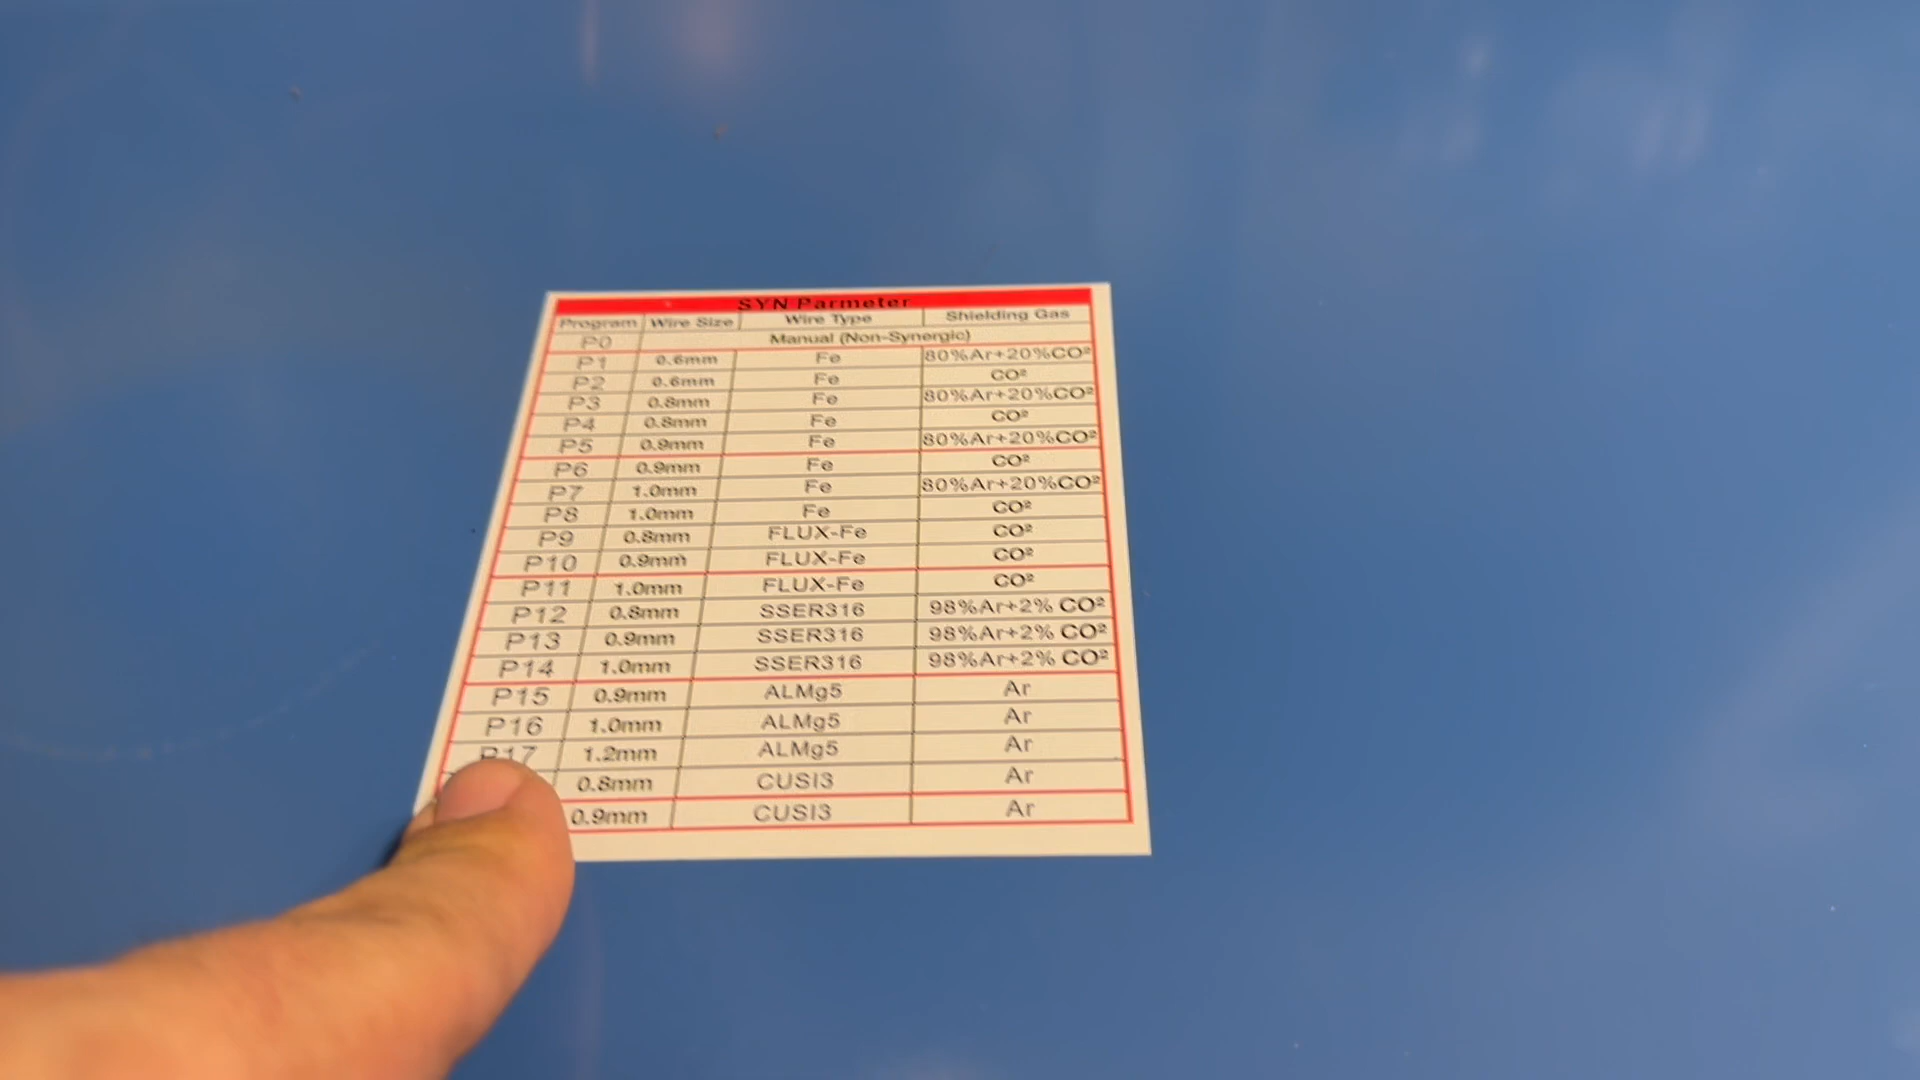 SYN Parmeter
Program Wire Size Wire Type Shielding Gas
P0 Manual (Non-Synergic)
P1 0.6mm Fe 80%Ar+20%CO²
P2 0.6mm Fe CO²
P3 0.8mm Fe 80%Ar+20%CO²
P4 0.8mm Fe CO²
P5 0.9mm Fe 80%Ar+20%CO²
P6 0.9mm Fe CO²
P7 1.0mm Fe 80%Ar+20%CO²
P8 1.0mm Fe CO²
P9 0.8mm FLUX-Fe CO²
P10 0.9mm FLUX-Fe CO²
P11 1.0mm FLUX-Fe CO²
P12 0.8mm SSER316 98%Ar+2% CO²
P13 0.9mm SSER316 98%Ar+2% CO²
P14 1.0mm SSER316 98%Ar+2% CO²
P15 0.9mm ALMg5 Ar
P16 1.0mm ALMg5 Ar
P17 1.2mm ALMg5 Ar
0.8mm CUSI3 Ar
0.9mm CUSI3 Ar